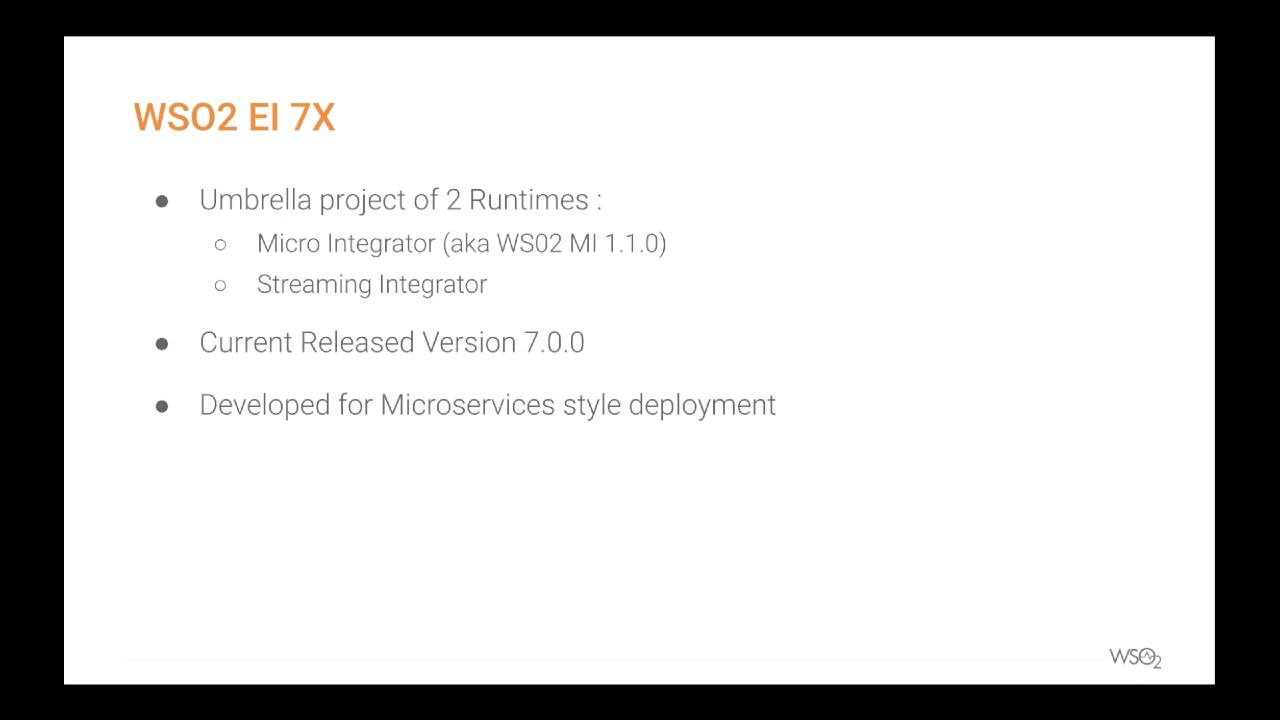 WSO2 EI 7X
● Umbrella project of 2 Runtimes :
○ Micro Integrator (aka WS02 MI 1.1.0)
○ Streaming Integrator
● Current Released Version 7.0.0
● Developed for Microservices style deployment
WSO2